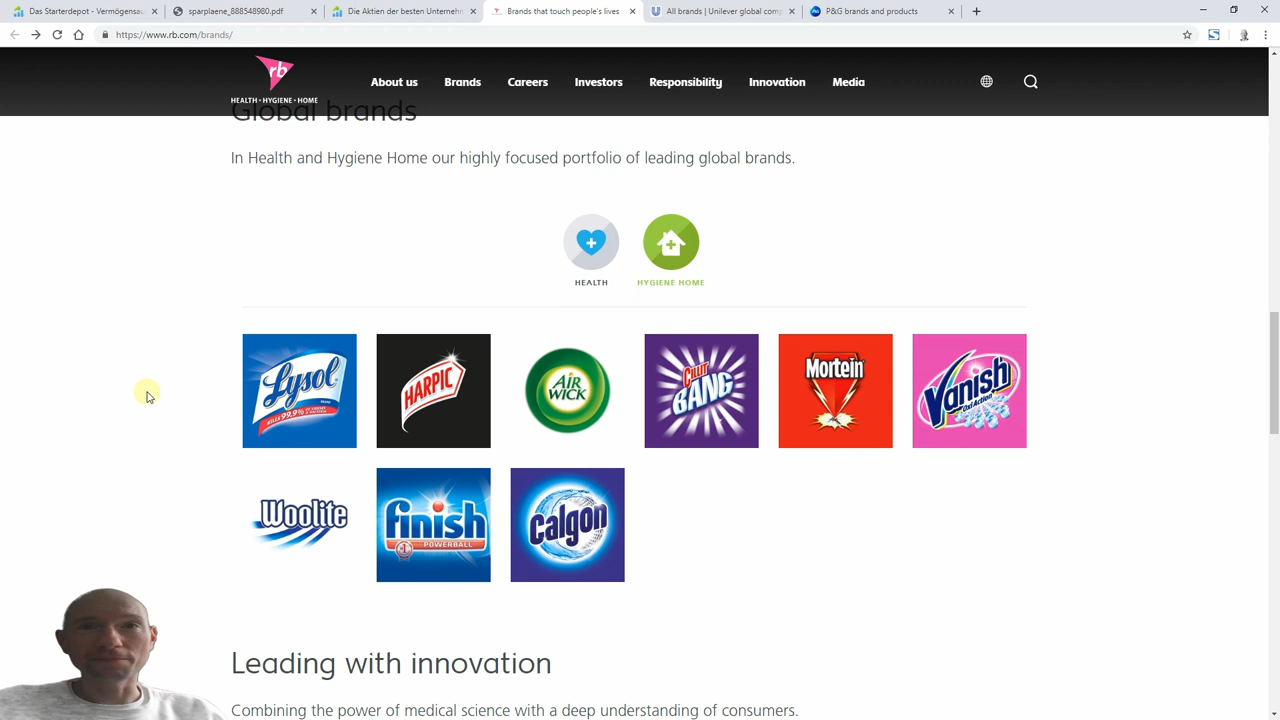 Das Starterdepot - Vermögensau
sparplaene_888548980.pdf
Die Aktien der besten Unternehm
Brands that touch people's lives
All brands | Unilever global comp
P&G brands and products
https://www.rb.com/brands/
rb
HEALTH • HYGIENE • HOME
About us
Brands
Careers
Investors
Responsibility
Innovation
Media
Global brands
In Health and Hygiene Home our highly focused portfolio of leading global brands.
HEALTH
HYGIENE HOME
Lysol
BRAND
KILLS 99.9% OF VIRUSES & BACTERIA
HARPIC
AIR WICK
CILLIT BANG
Mortein
Vanish
Oxi Action
Woolite
finish
POWERBALL
Calgon
Leading with innovation
Combining the power of medical science with a deep understanding of consumers.